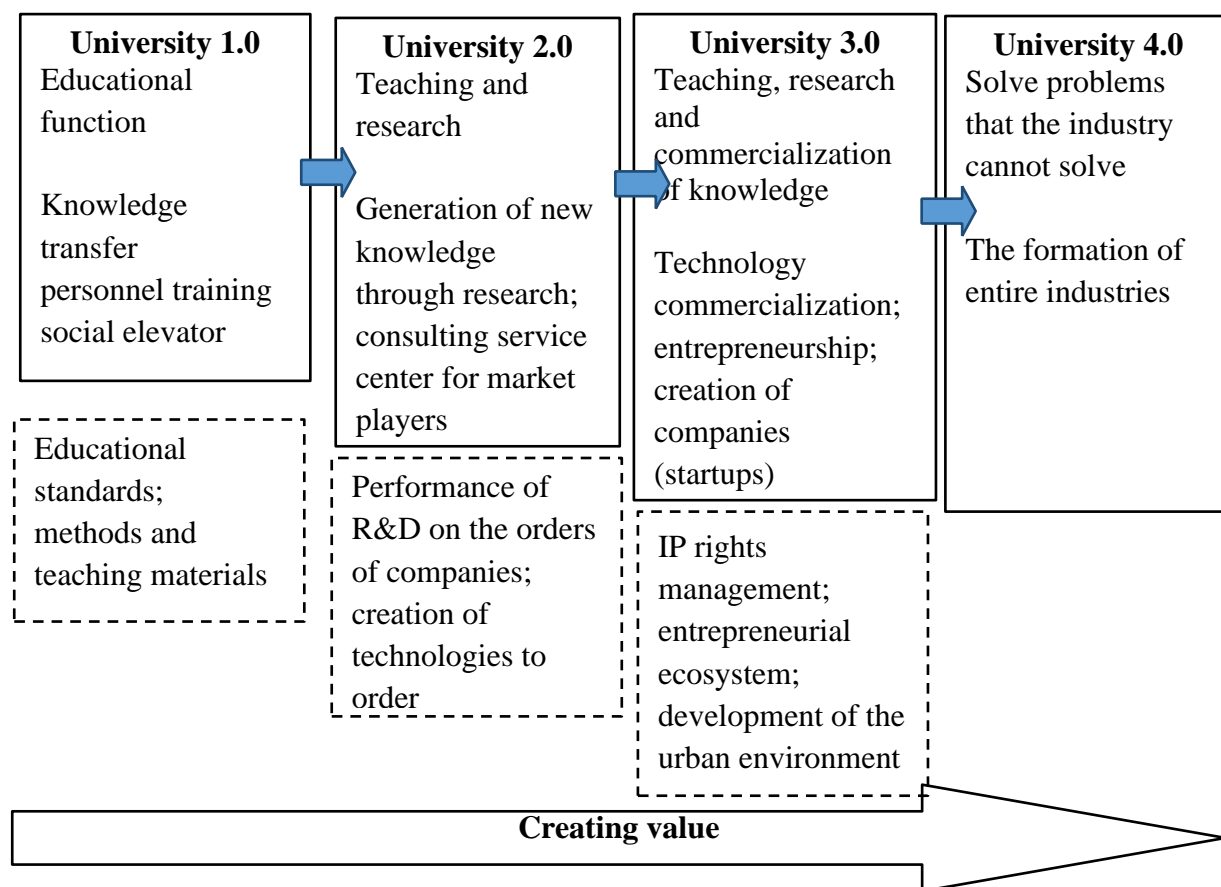 University 1.0
Educational
function
Knowledge
transfer
personnel training
social elevator
University 2.0
Teaching and
research
Generation of new
knowledge
through research;
consulting service
center for market
players
University 3.0
Teaching, research
and
commercialization
of knowledge
Technology
commercialization;
entrepreneurship;
creation of
companies
(startups)
University 4.0
Solve problems
that the industry
cannot solve
The formation of
entire industries
Educational
standards;
methods and
teaching materials
Performance of
R&D on the orders
of companies;
creation of
technologies to
order
IP rights
management;
entrepreneurial
ecosystem;
development of the
urban environment
Creating value